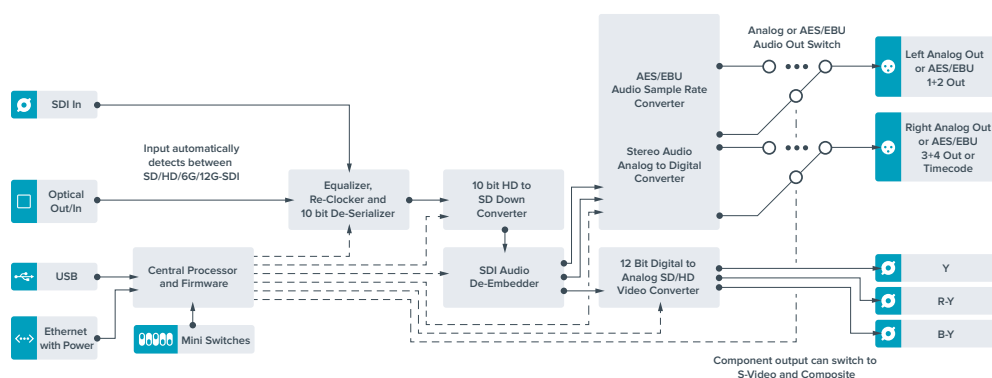 SDI In
Optical
Out/In
USB
Ethernet
with Power
Input automatically
detects between
SD/HD/6G/12G-SDI
Central Processor
and Firmware
Mini Switches
Equalizer,
Re-Clocker and
10 bit De-Serializer
10 bit HD to
SD Down
Converter
SDI Audio
De-Embedder
AES/EBU
Audio Sample Rate
Converter
Stereo Audio
Analog to Digital
Converter
12 Bit Digital to
Analog SD/HD
Video Converter
Analog or AES/EBU
Audio Out Switch
Left Analog Out
or AES/EBU
1+2 Out
Right Analog Out
or AES/EBU
3+4 Out or
Timecode
Y
R-Y
B-Y
Component output can switch to
S-Video and Composite